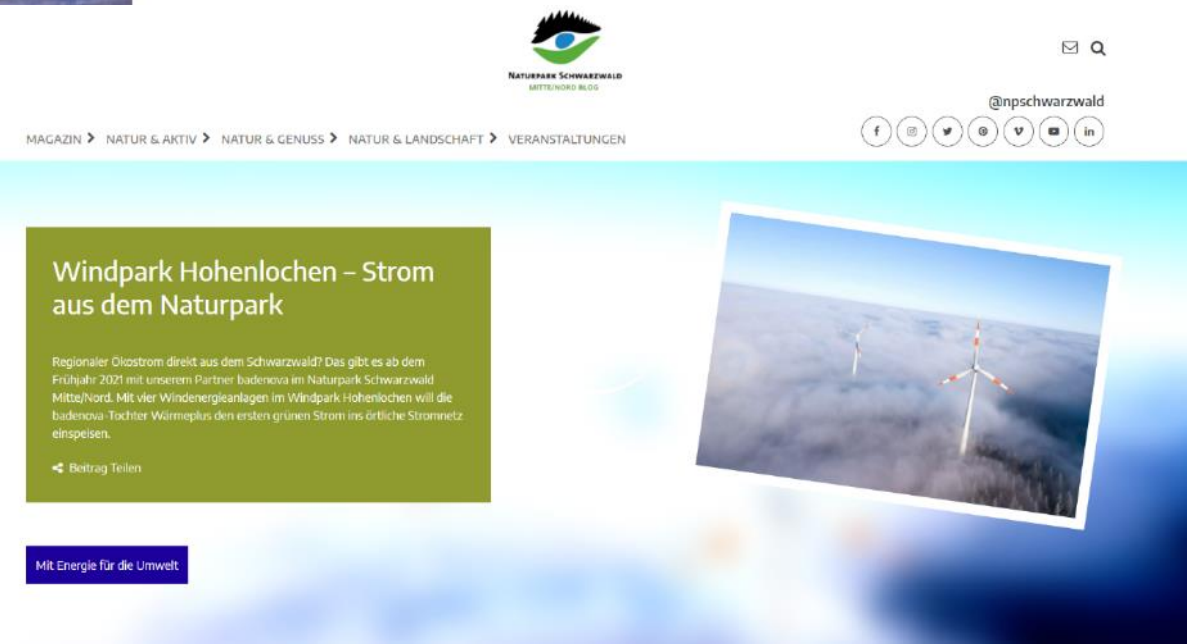 NATURPARK SCHWARZWALD
MITTE/NORD BLOG
@npschwarzwald
MAGAZIN NATUR & AKTIV NATUR & GENUSS NATUR & LANDSCHAFT VERANSTALTUNGEN
Windpark Hohenlochen – Strom
aus dem Naturpark
Regionaler Ökostrom direkt aus dem Schwarzwald? Das gibt es ab dem
Frühjahr 2021 mit unserem Partner badenova im Naturpark Schwarzwald
Mitte/Nord. Mit vier Windenergieanlagen im Windpark Hohenlochen will die
badenova-Tochter Wärmeplus den ersten grünen Strom ins örtliche Stromnetz
einspeisen.
Beitrag Teilen
Mit Energie für die Umwelt